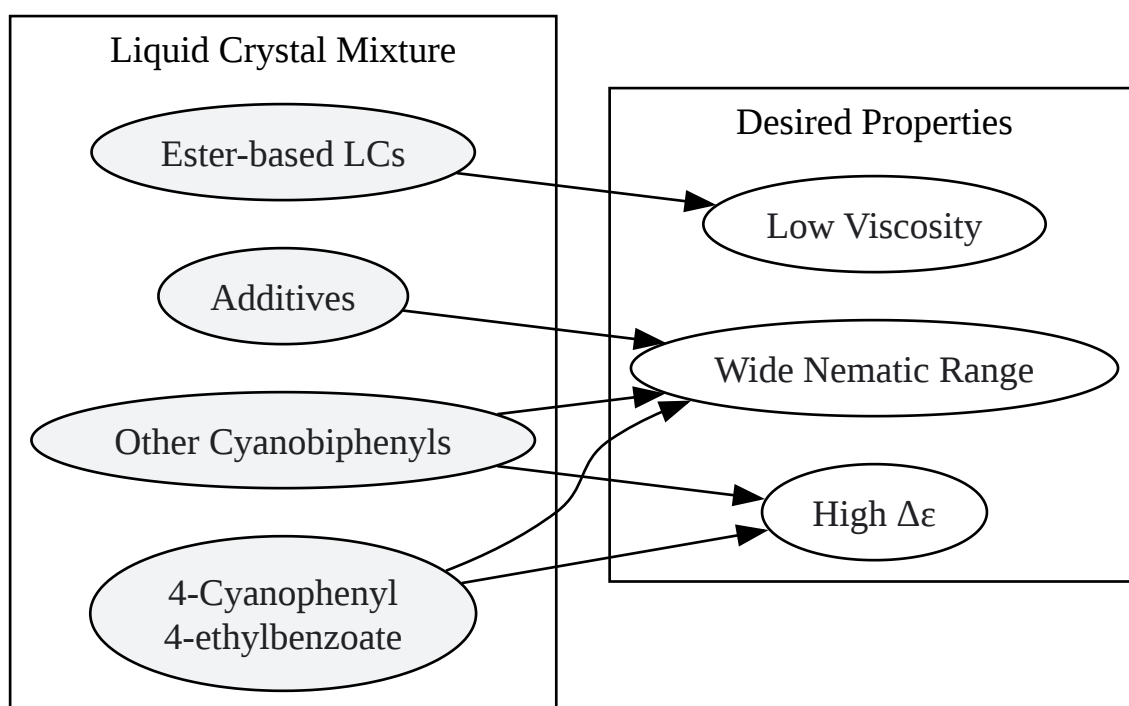 Liquid Crystal Mixture
Ester-based LCs
Additives
Other Cyanobiphenyls
4-Cyanophenyl
4-ethylbenzoate
Desired Properties
Low Viscosity
Wide Nematic Range
High Δε